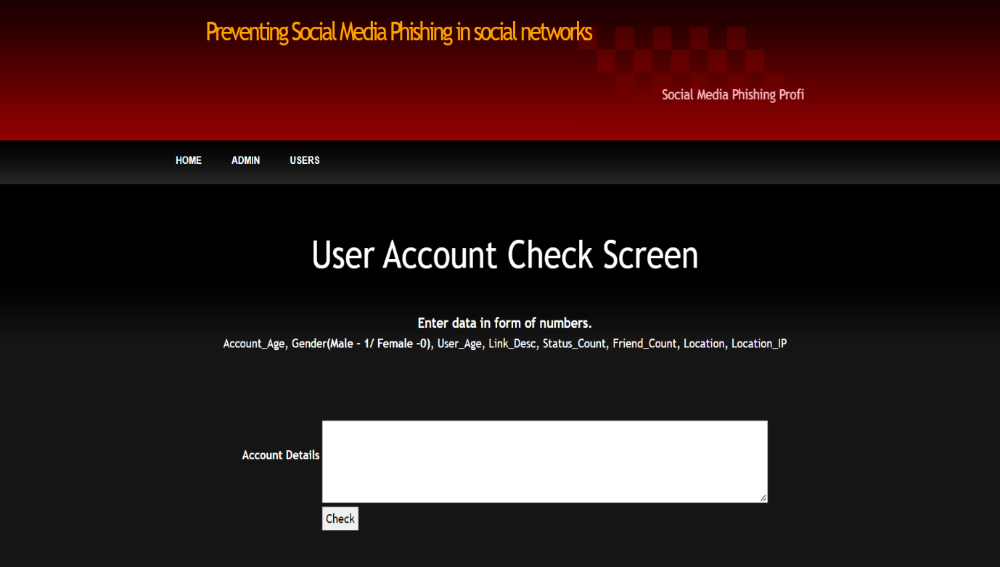 Preventing Social Media Phishing in social networks
Social Media Phishing Profi
HOME ADMIN USERS
User Account Check Screen
Enter data in form of numbers.
Account_Age, Gender(Male - 1/ Female -0), User_Age, Link_Desc, Status_Count, Friend_Count, Location, Location_IP
Account Details
Check